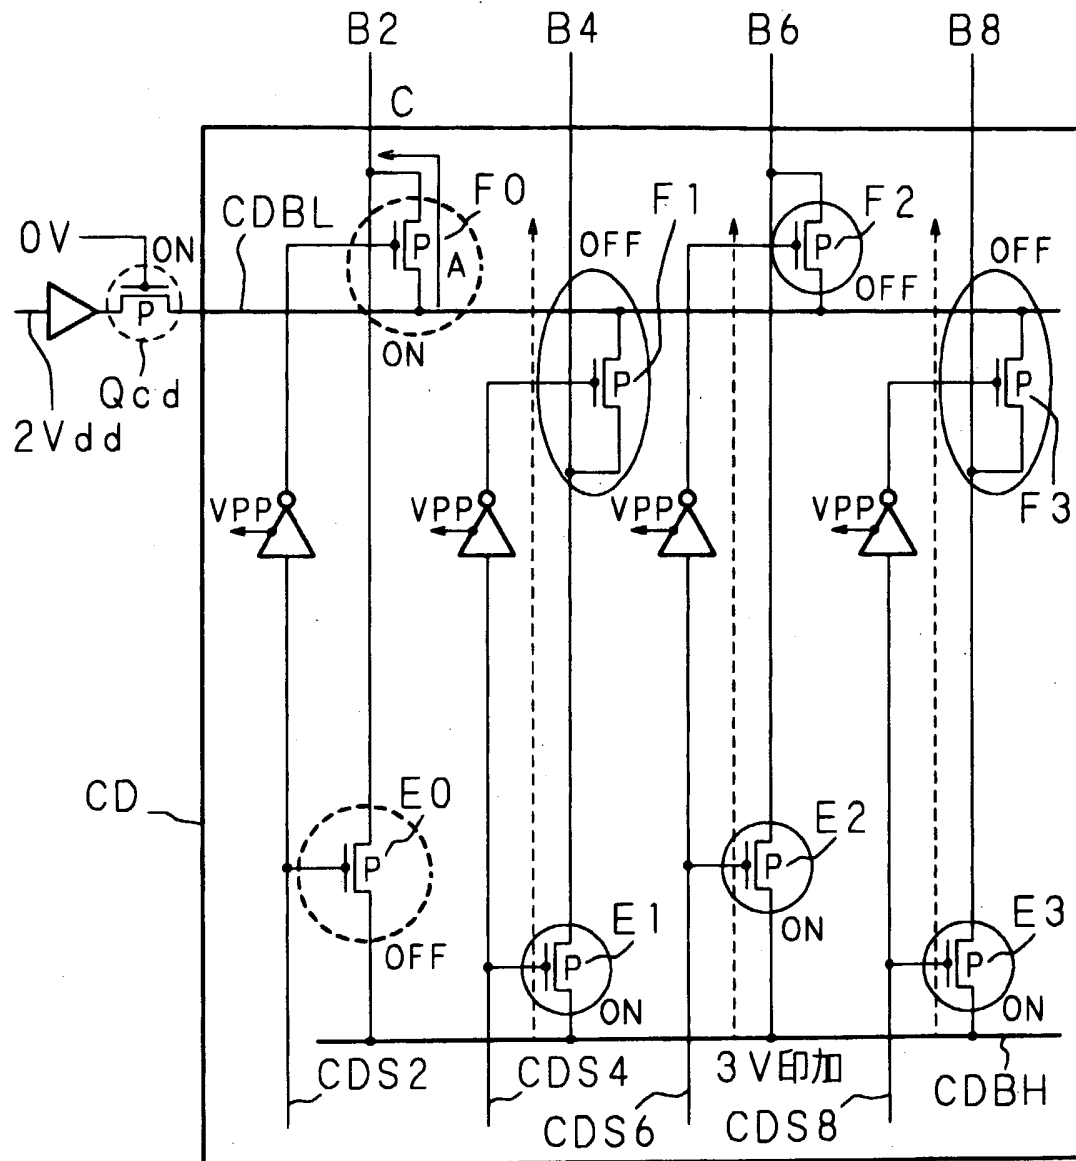 B2 B4 B6 B8
C
F0 F1 F2
CDBL
0V ON
P
P A
OFF
P
OFF
OFF
P
ON
P
P
Qcd
2Vdd
F3
VPP VPP VPP VPP
CD
E0
P
E2
P
OFF
E1
P
ON
E3
P
ON
ON
CDS2 CDS4 3V印加 CDBH
CDS6 CDS8